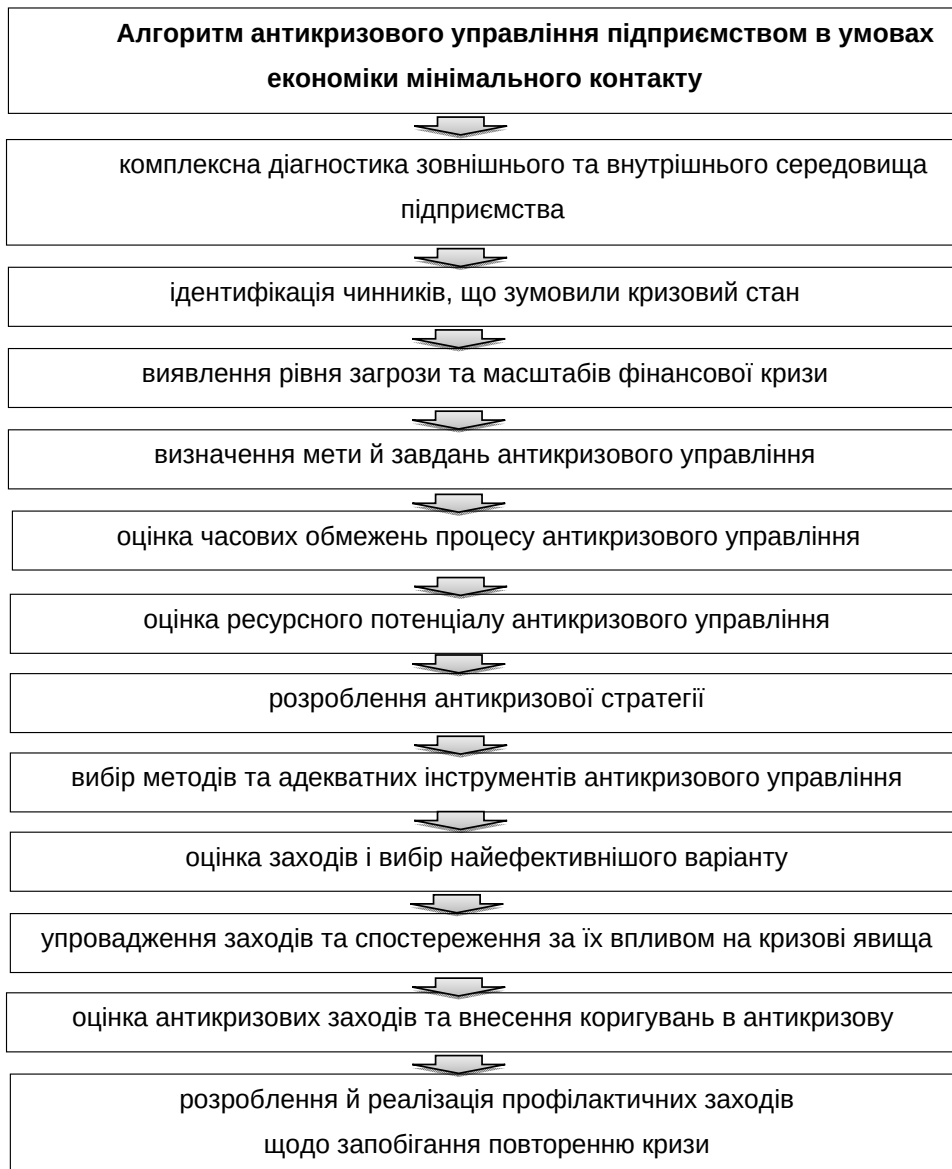 Алгоритм антикризового управління підприємством в умовах
економіки мінімального контакту
комплексна діагностика зовнішнього та внутрішнього середовища
підприємства
ідентифікація чинників, що зумовили кризовий стан
виявлення рівня загрози та масштабів фінансової кризи
визначення мети й завдань антикризового управління
оцінка часових обмежень процесу антикризового управління
оцінка ресурсного потенціалу антикризового управління
розроблення антикризової стратегії
вибір методів та адекватних інструментів антикризового управління
оцінка заходів і вибір найефективнішого варіанту
упровадження заходів та спостереження за їх впливом на кризові явища
оцінка антикризових заходів та внесення коригувань в антикризову
розроблення й реалізація профілактичних заходів
щодо запобігання повторенню кризи